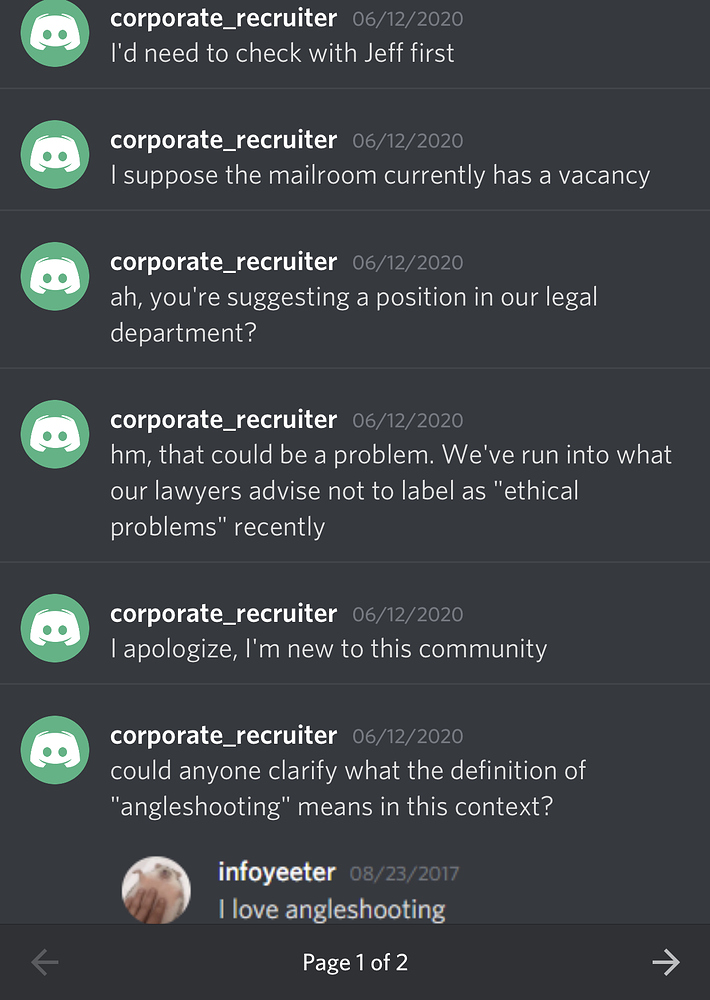 corporate_recruiter 06/12/2020
I'd need to check with Jeff first
corporate_recruiter 06/12/2020
I suppose the mailroom currently has a vacancy
corporate_recruiter 06/12/2020
ah, you're suggesting a position in our legal
department?
corporate_recruiter 06/12/2020
hm, that could be a problem. We've run into what
our lawyers advise not to label as "ethical
problems" recently
corporate_recruiter 06/12/2020
I apologize, I'm new to this community
corporate_recruiter 06/12/2020
could anyone clarify what the definition of
"angleshooting" means in this context?
infoyeeter 08/23/2017
I love angleshooting
Page 1 of 2